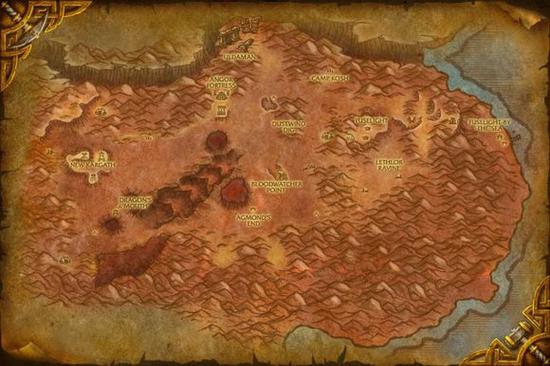 ULDAMAN
ANGOR
FORTRESS
CAMP KOSH
DUSTWIND
DIG
FUSELIGHT
FUSELIGHT-BY-
THE-SEA
NEW KARGATH
LETHLOR
RAVINE
BLOODWATCHER
POINT
DRAGON'S
MOUTH
AGMOND'S
END